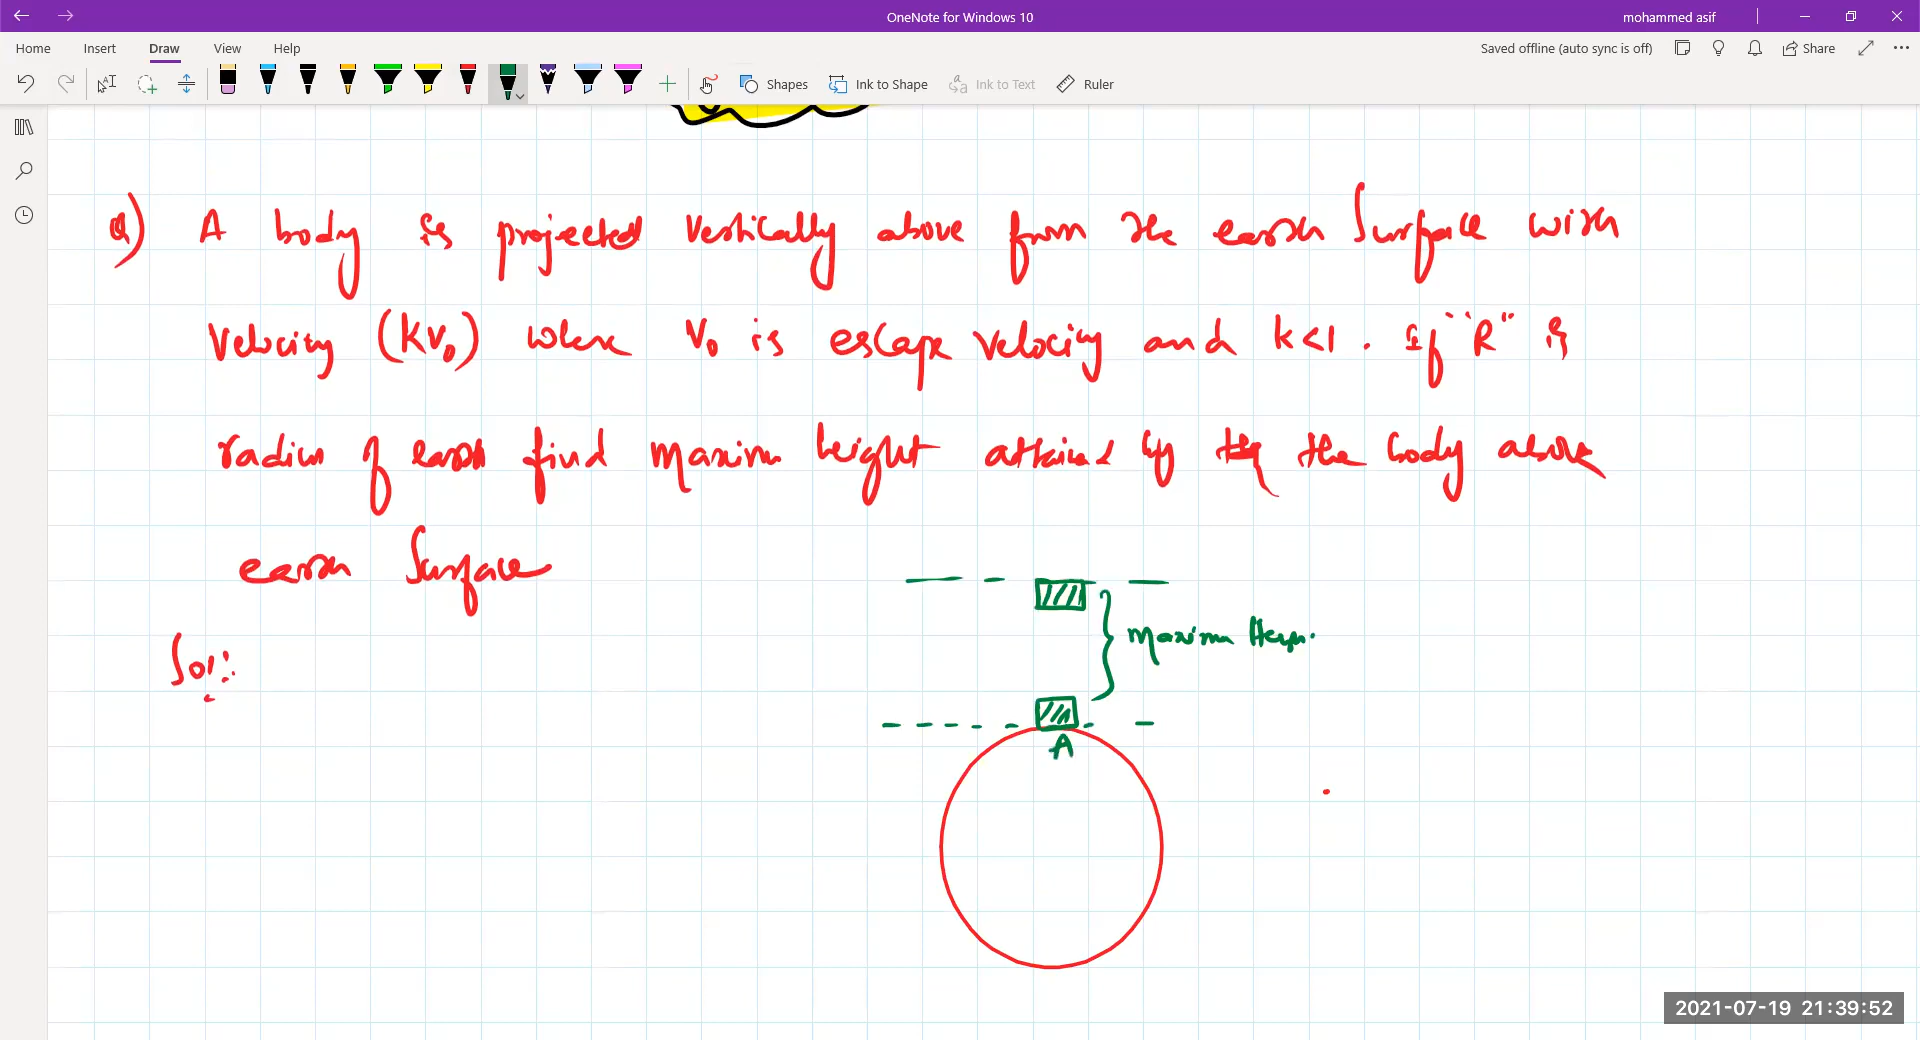 OneNote for Windows 10
mohammed asif
Home Insert Draw View Help
Saved offline (auto sync is off) Share
Shapes Ink to Shape Ink to Text Ruler
Q) A body is projected vertically above from the earth surface with
velocity (KV₀) where V₀ is escape velocity and k<1. If "R" is
radius of earth find maximum height attained by the the body above
earth surface
Sol:
Maximum Heigh.
A
2021-07-19 21:39:52